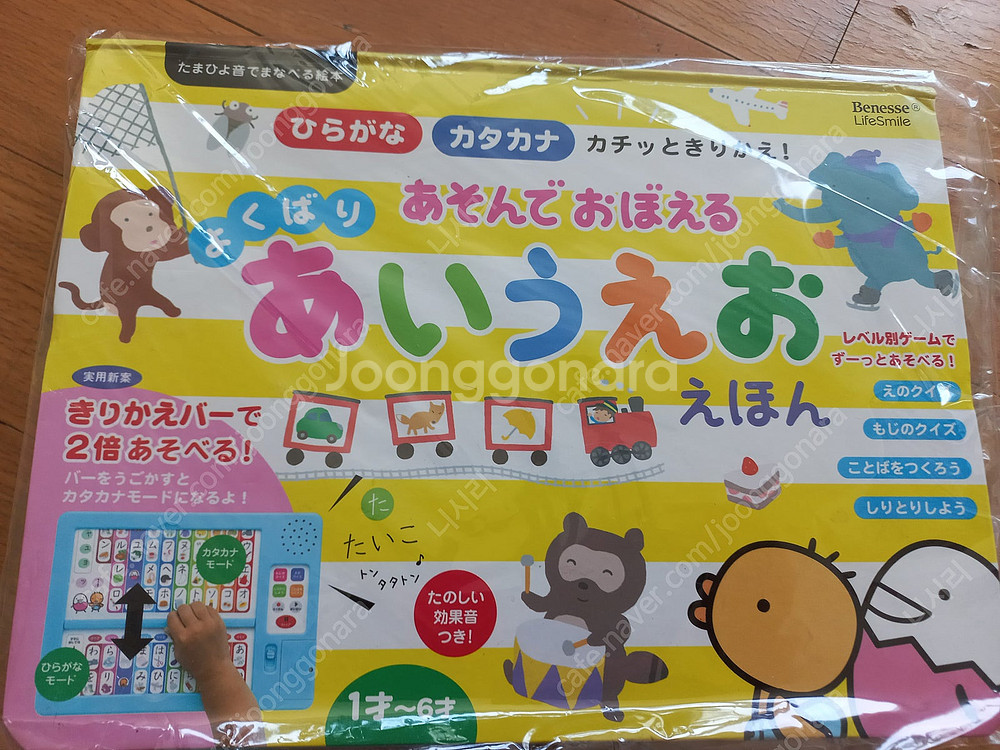 たまひよ音でまなべる絵本
Benesse®
LifeSmile
ひらがな カタカナ カチッときりかえ！
よくばり あそんでおぼえる
あいうえお
えほん
レベル別ゲームで
ずーっとあそべる！
えのクイズ
もじのクイズ
ことばをつくろう
しりとりしよう
実用新案
きりかえバーで
2倍あそべる！
バーをうごかすと
カタカナモードになるよ！
カタカナ
モード
ひらがな
モード
た
たいこ
トン
タタトン
たのしい
効果音
つき！
1才～6才
Joonggonara